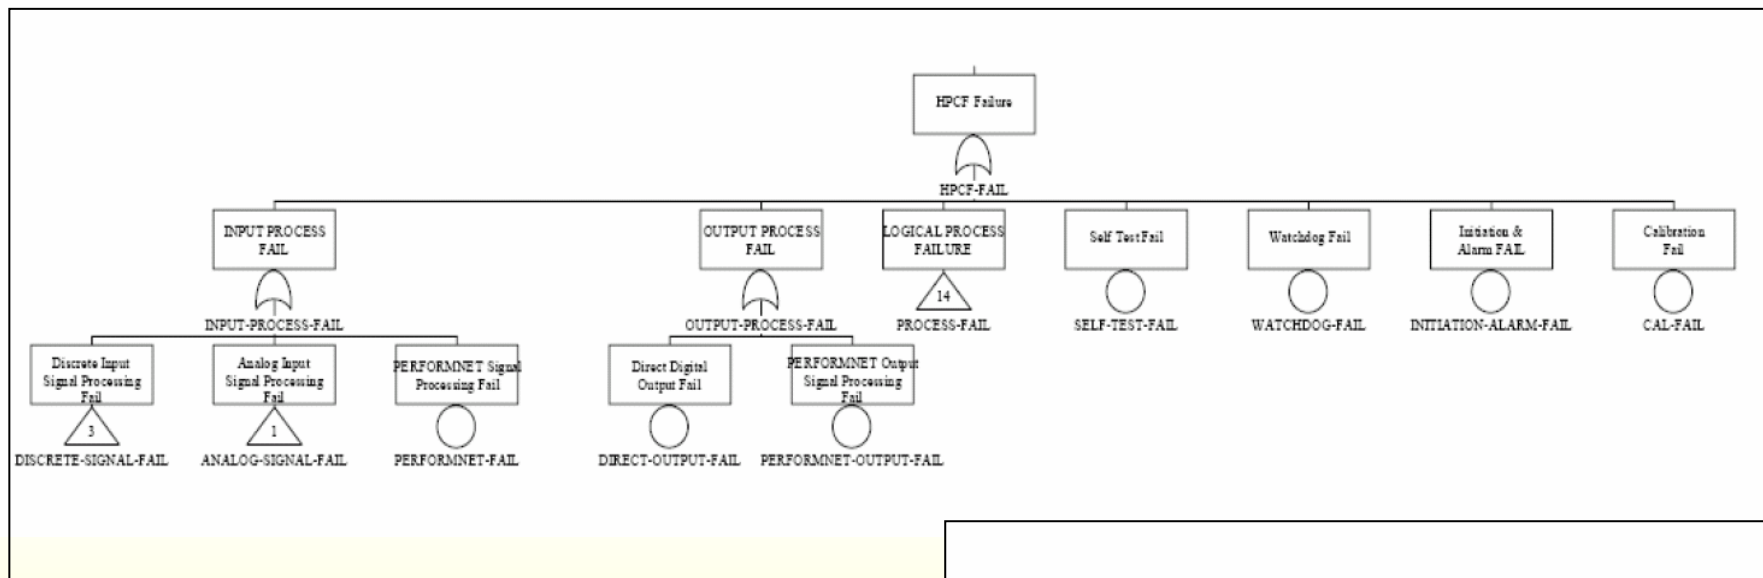 HPCF Failure
HPCF-FAIL
INPUT PROCESS
FAIL
OUTPUT PROCESS
FAIL
LOGICAL PROCESS
FAILURE
Self Test Fail
Watchdog Fail
Initiation &
Alarm FAIL
Calibration
Fail
14
INPUT-PROCESS-FAIL
OUTPUT-PROCESS-FAIL
PROCESS-FAIL
SELF-TEST-FAIL
WATCHDOG-FAIL
INITIATION-ALARM-FAIL
CAL-FAIL
Discrete Input
Signal Processing
Fail
Analog Input
Signal Processing
Fail
PERFORMNET Signal
Processing Fail
Direct Digital
Output Fail
PERFORMNET Output
Signal Processing
Fail
3
1
DISCRETE-SIGNAL-FAIL
ANALOG-SIGNAL-FAIL
PERFORMNET-FAIL
DIRECT-OUTPUT-FAIL
PERFORMNET-OUTPUT-FAIL